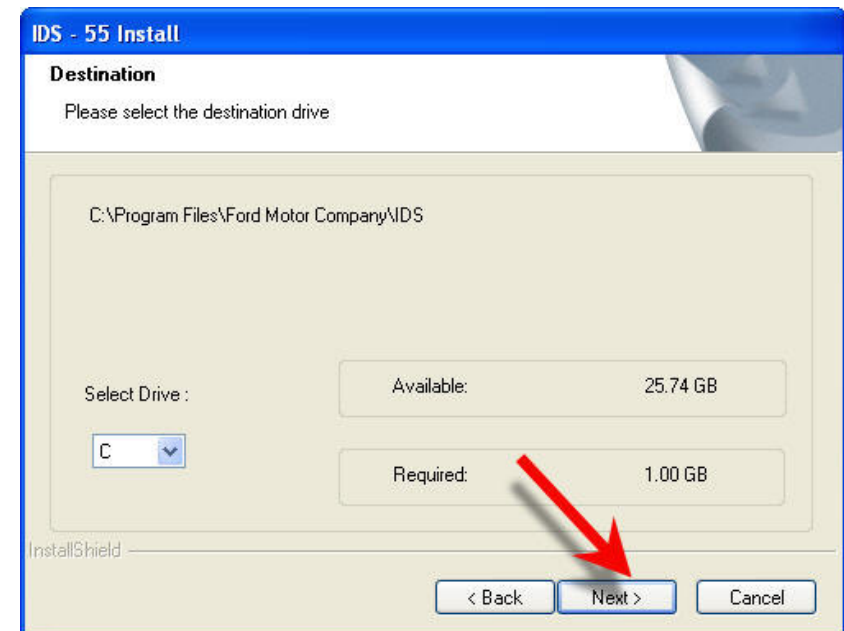 IDS - 55 Install
Destination
Please select the destination drive
C:\Program Files\Ford Motor Company\IDS
Select Drive :
Available: 25.74 GB
C
Required: 1.00 GB
InstallShield
< Back Next > Cancel